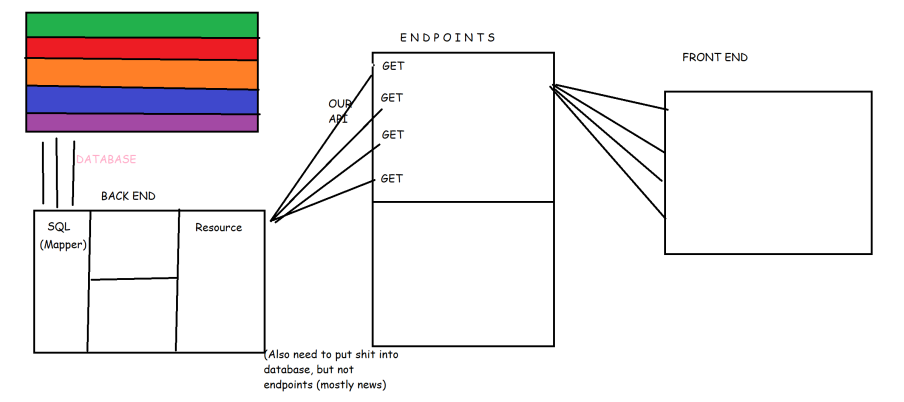 ENDPOINTS
FRONT END
GET
GET
OUR
API
GET
DATABASE
GET
BACK END
SQL
(Mapper)
Resource
(Also need to put shit into
database, but not
endpoints (mostly news)